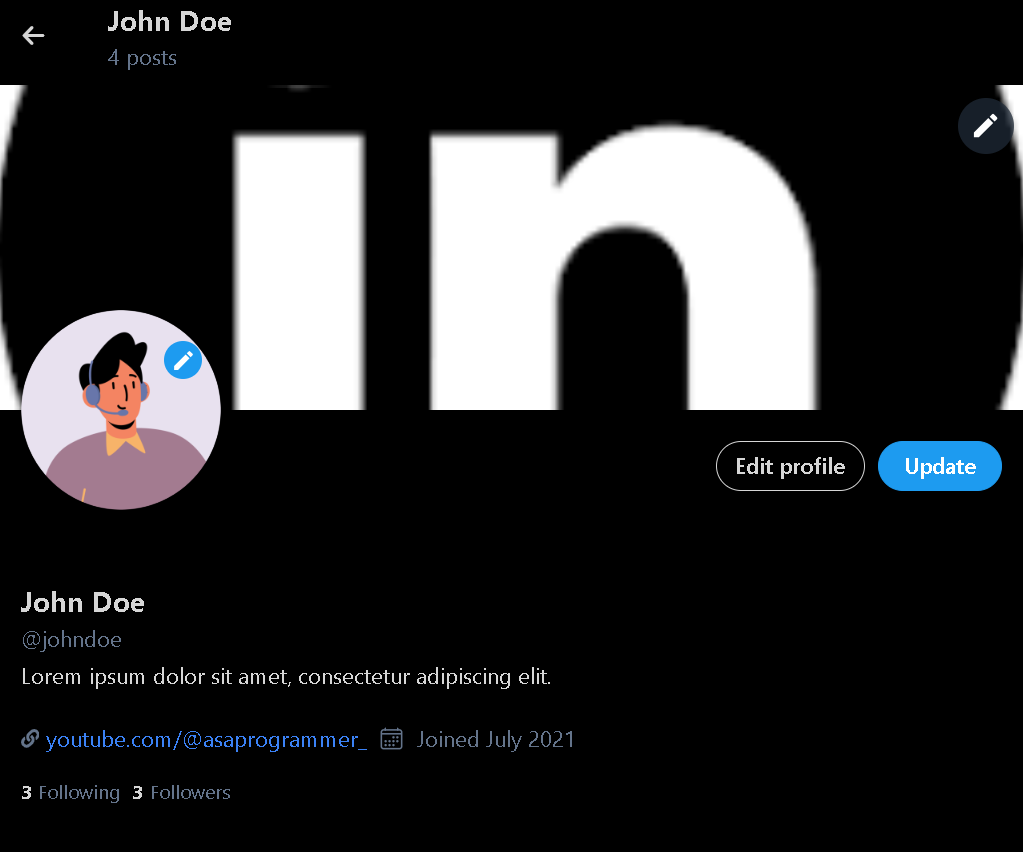 John Doe
4 posts
in
Edit profile
Update
John Doe
@johndoe
Lorem ipsum dolor sit amet, consectetur adipiscing elit.
youtube.com/@asaprogrammer_ Joined July 2021
3 Following 3 Followers